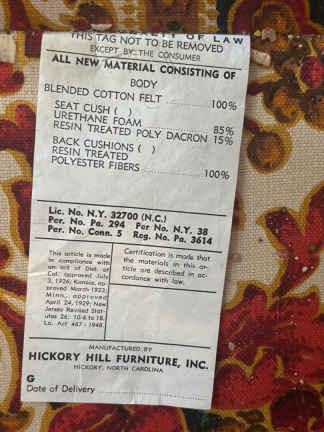 OF LAW
THIS TAG NOT TO BE REMOVED
EXCEPT BY THE CONSUMER
ALL NEW MATERIAL CONSISTING OF
BODY
BLENDED COTTON FELT 100%
SEAT CUSH ( )
URETHANE FOAM 85%
RESIN TREATED POLY DACRON 15%
BACK CUSHIONS ( )
RESIN TREATED
POLYESTER FIBERS 100%
Lic. No. N.Y. 32700 (N.C.)
Per. No. Pa. 294 Per No. N.Y. 38
Per. No. Conn. 5 Reg. No. Pa. 3614
This article is made
in compliance with
an act of Dist. of
Col. approved July
3, 1926; Kansas, ap-
proved March 1923;
Minn., approved
April 24, 1929; New
Jersey Revised Stat-
utes 26: 10-6 to 18.
La. Act 467 - 1948.
Certification is made that
the materials in this ar-
ticle are described in ac-
cordance with law.
MANUFACTURED BY
HICKORY HILL FURNITURE, INC.
HICKORY, NORTH CAROLINA
G
Date of Delivery